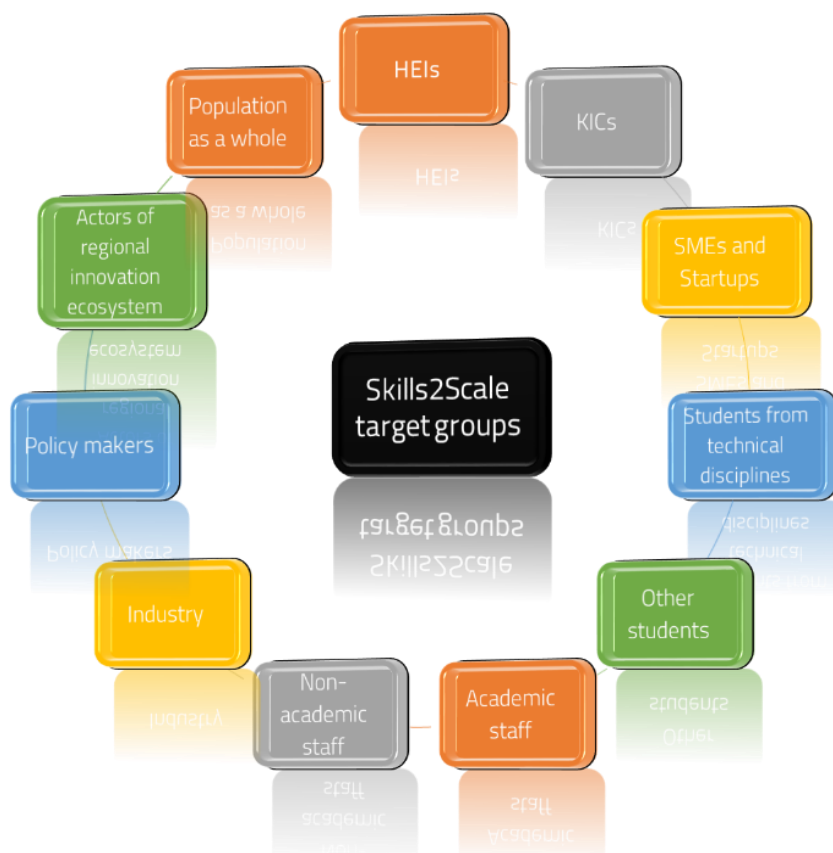 HEIs
KICs
SMEs and
Startups
Students from
technical
disciplines
Other
students
Academic
staff
Non-
academic
staff
Industry
Policy makers
Actors of
regional
innovation
ecosystem
Population
as a whole
Skills2Scale
target groups